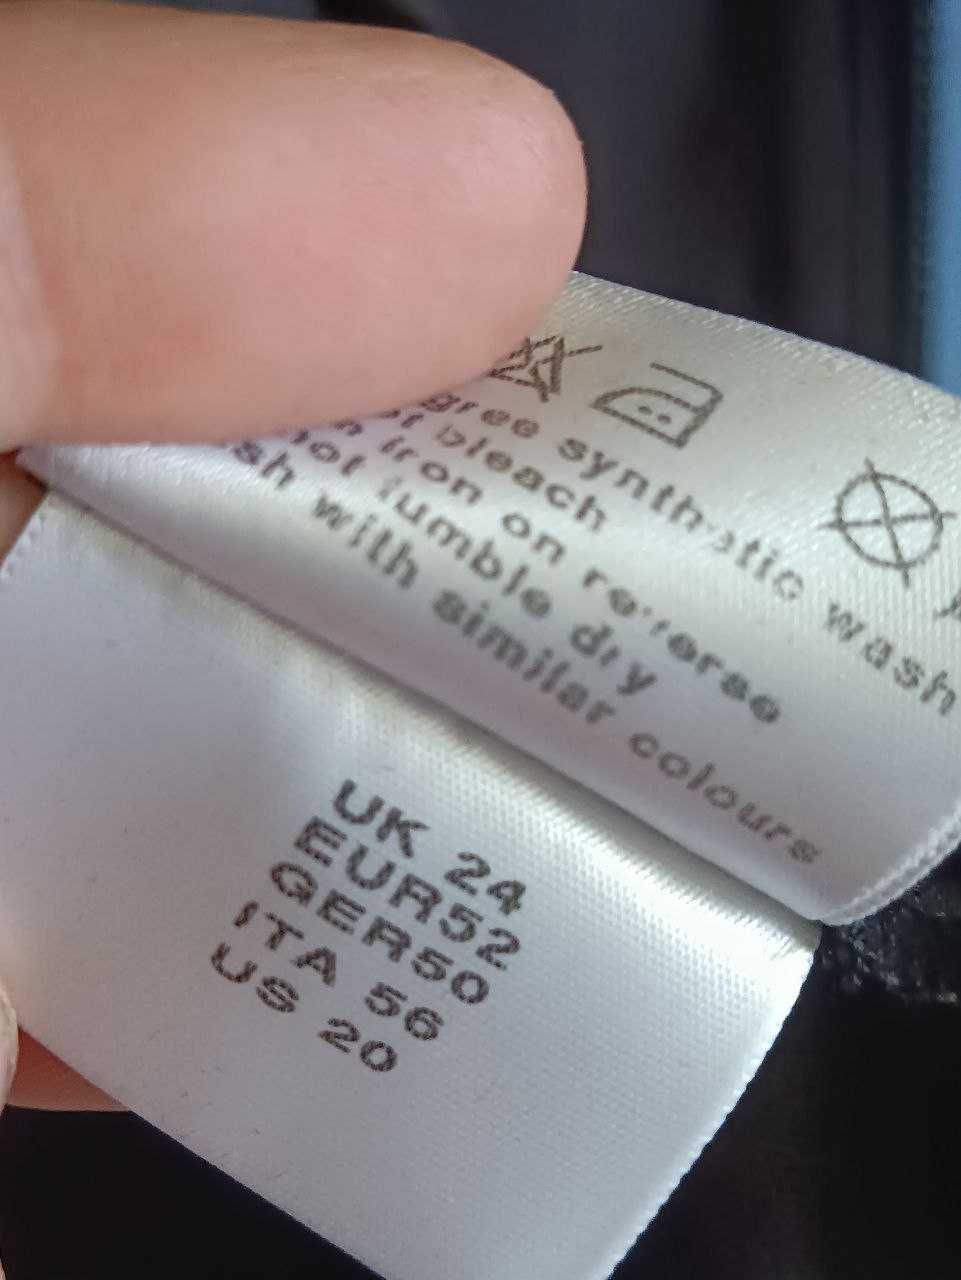 gree synthetic wash
bleach
iron on reverse
not tumble dry
with similar colours
UK 24
EUR52
GER50
ITA 56
US 20